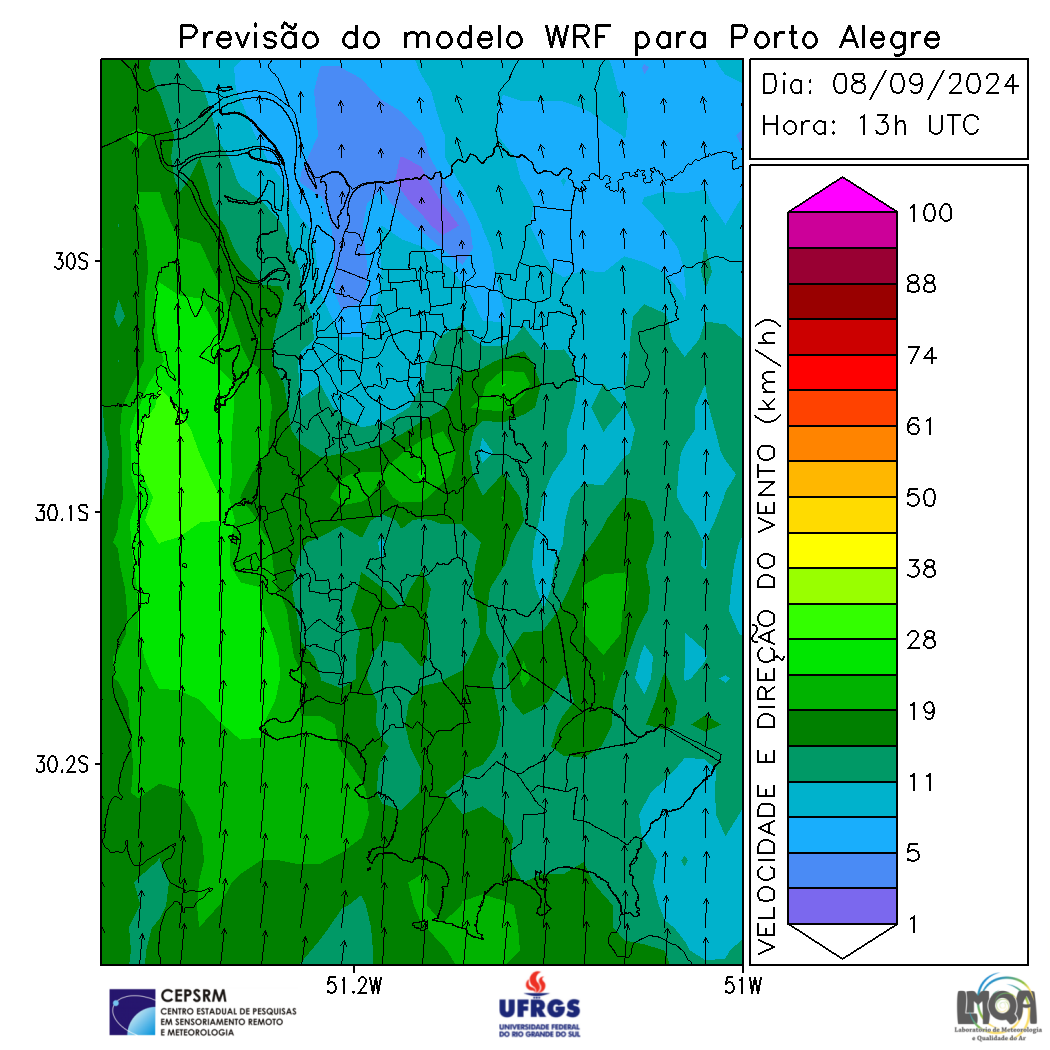 Previsão do modelo WRF para Porto Alegre
Dia: 08/09/2024
Hora: 13h UTC
30S
30.1S
30.2S
51.2W
51W
VELOCIDADE E DIREÇÃO DO VENTO (km/h)
100
88
74
61
50
38
28
19
11
5
1
CEPSRM
CENTRO ESTADUAL DE PESQUISAS
EM SENSORIAMENTO REMOTO
E METEOROLOGIA
UFRGS
UNIVERSIDADE FEDERAL
DO RIO GRANDE DO SUL
LMQA
Laboratório de Meteorologia
e Qualidade do Ar